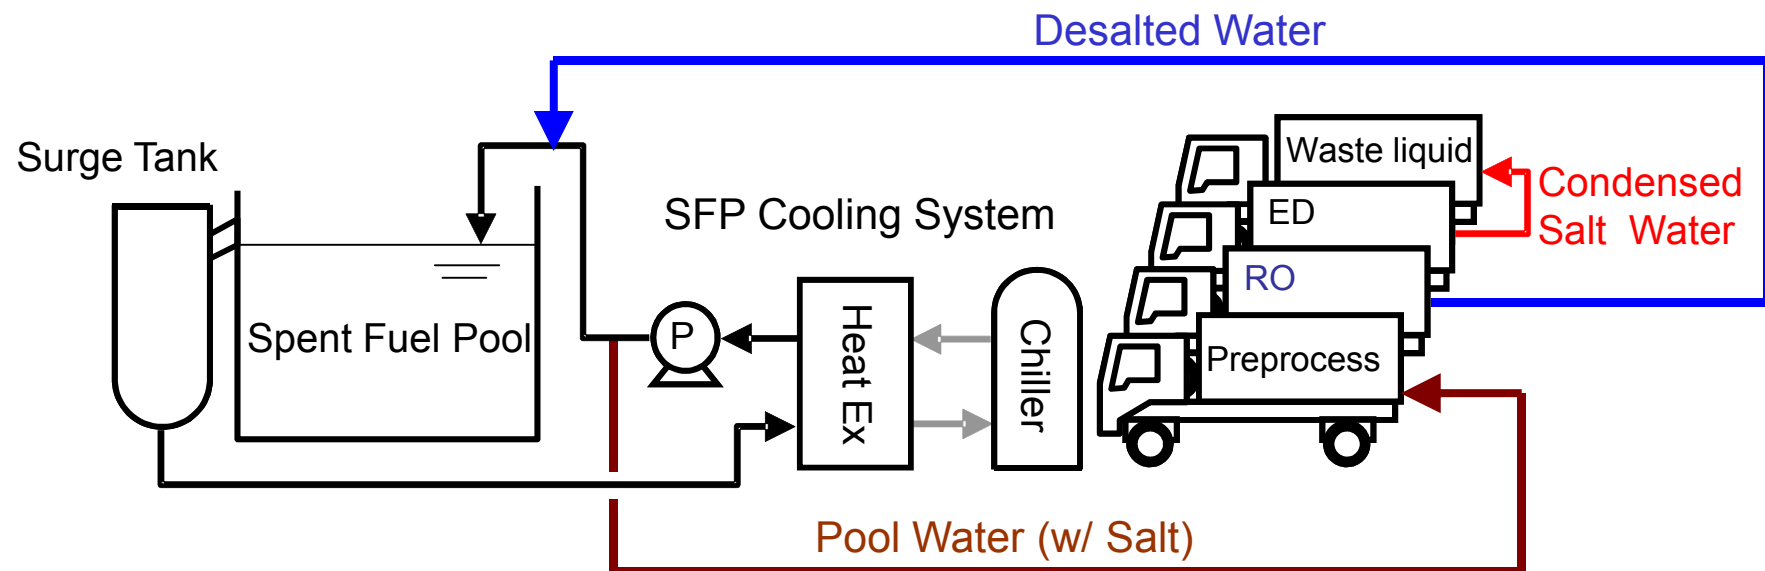 Desalted Water
Surge Tank
Waste liquid
Condensed
Salt Water
SFP Cooling System
ED
RO
Spent Fuel Pool
P
Heat Ex
Chiller
Preprocess
Pool Water (w/ Salt)